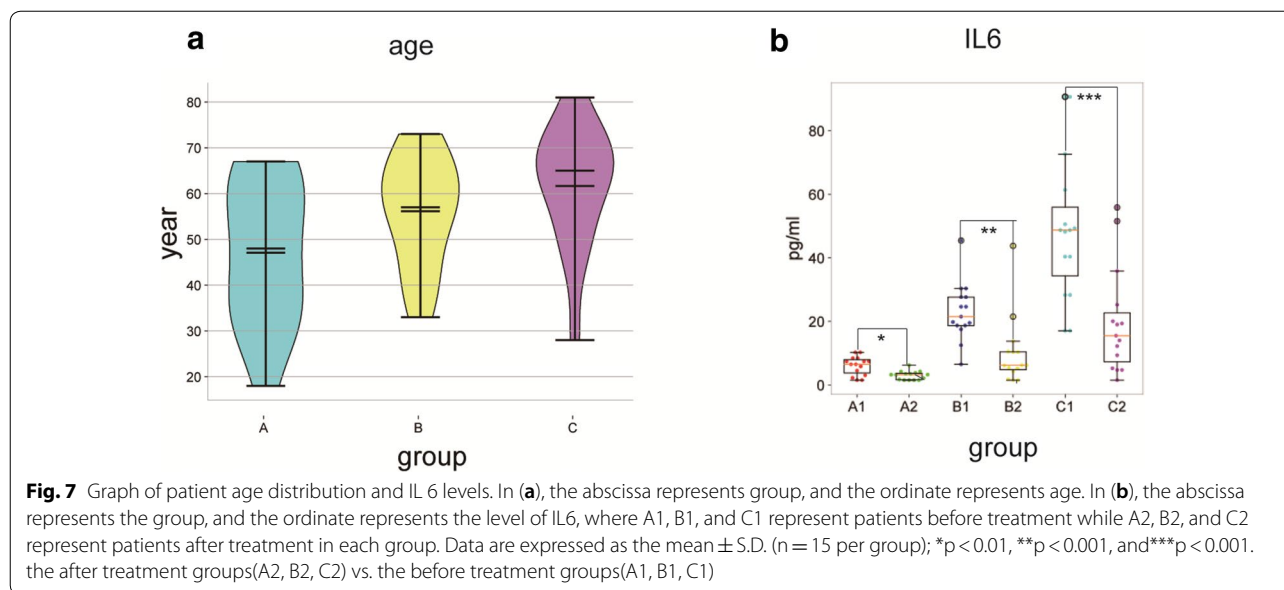 a
age
year
80
70
60
50
40
30
20
A
B
C
group
b
IL6
pg/ml
80
60
40
20
0
*
**
***
A1
A2
B1
B2
C1
C2
group
Fig. 7 Graph of patient age distribution and IL 6 levels. In (a), the abscissa represents group, and the ordinate represents age. In (b), the abscissa
represents the group, and the ordinate represents the level of IL6, where A1, B1, and C1 represent patients before treatment while A2, B2, and C2
represent patients after treatment in each group. Data are expressed as the mean ± S.D. (n = 15 per group); *p < 0.01, **p < 0.001, and***p < 0.001.
the after treatment groups(A2, B2, C2) vs. the before treatment groups(A1, B1, C1)